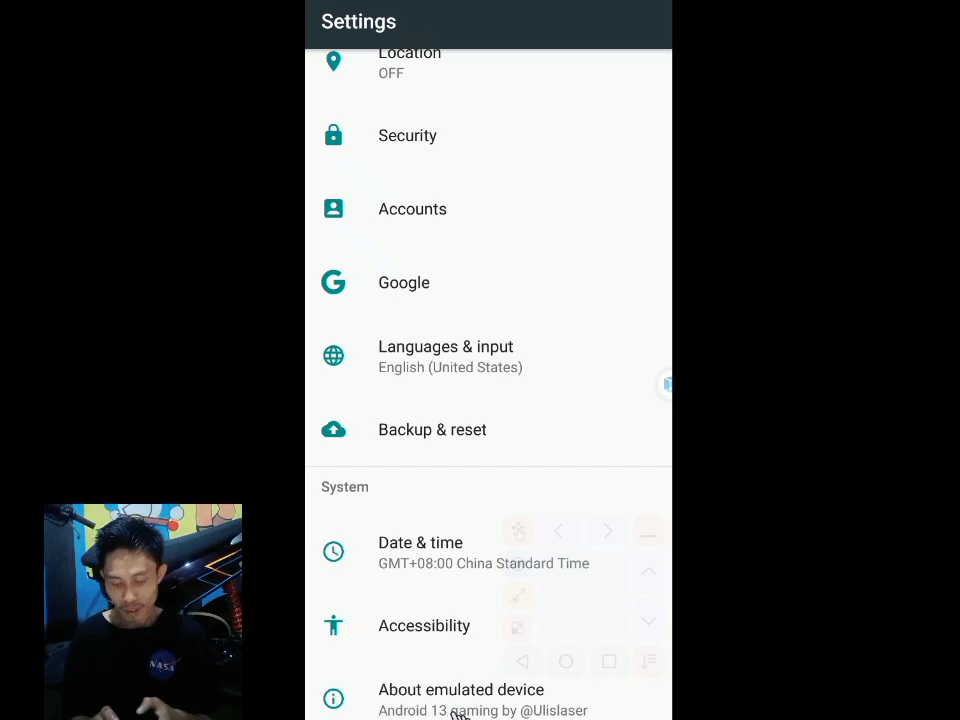 Settings
Location
OFF
Security
Accounts
Google
Languages & input
English (United States)
Backup & reset
System
Date & time
GMT+08:00 China Standard Time
Accessibility
About emulated device
Android 13 gaming by @Ulislaser
NASA